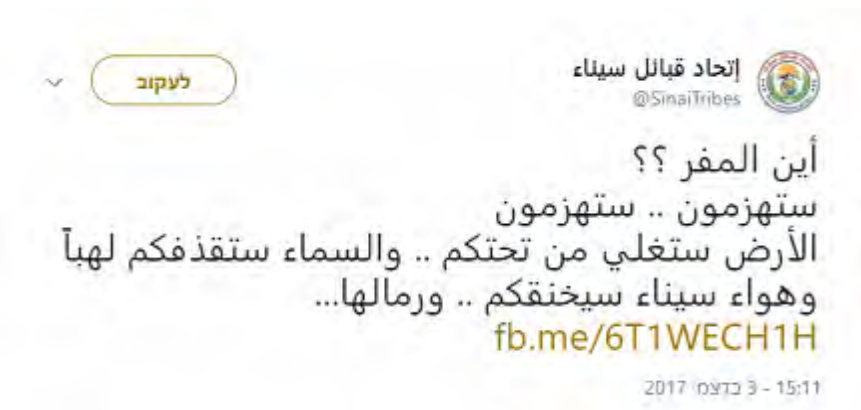 إتحاد قبائل سيناء
@SinaiTribes
לעקוב
أين المفر ؟؟
ستهزمون .. ستهزمون
الأرض ستغلي من تحتكم .. والسماء ستقذفكم لهباً
وهواء سيناء سيخنقكم .. ورمالها...
fb.me/6T1WECH1H
15:11 - 3 בדצמ׳ 2017